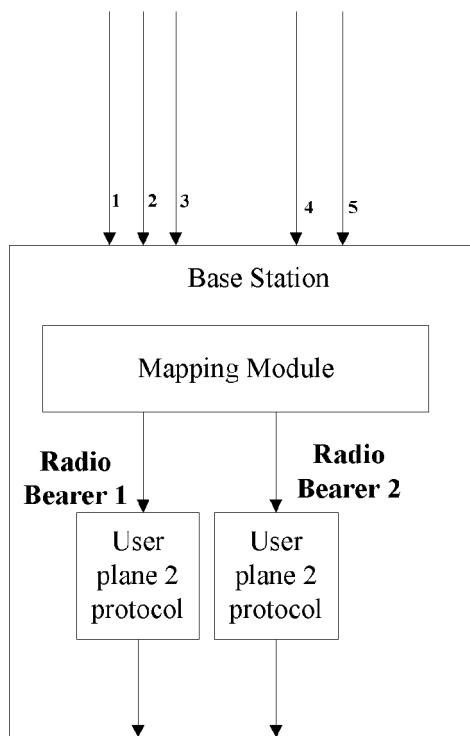 1 2 3 4 5
Base Station
Mapping Module
Radio
Bearer 1
Radio
Bearer 2
User
plane 2
protocol
User
plane 2
protocol